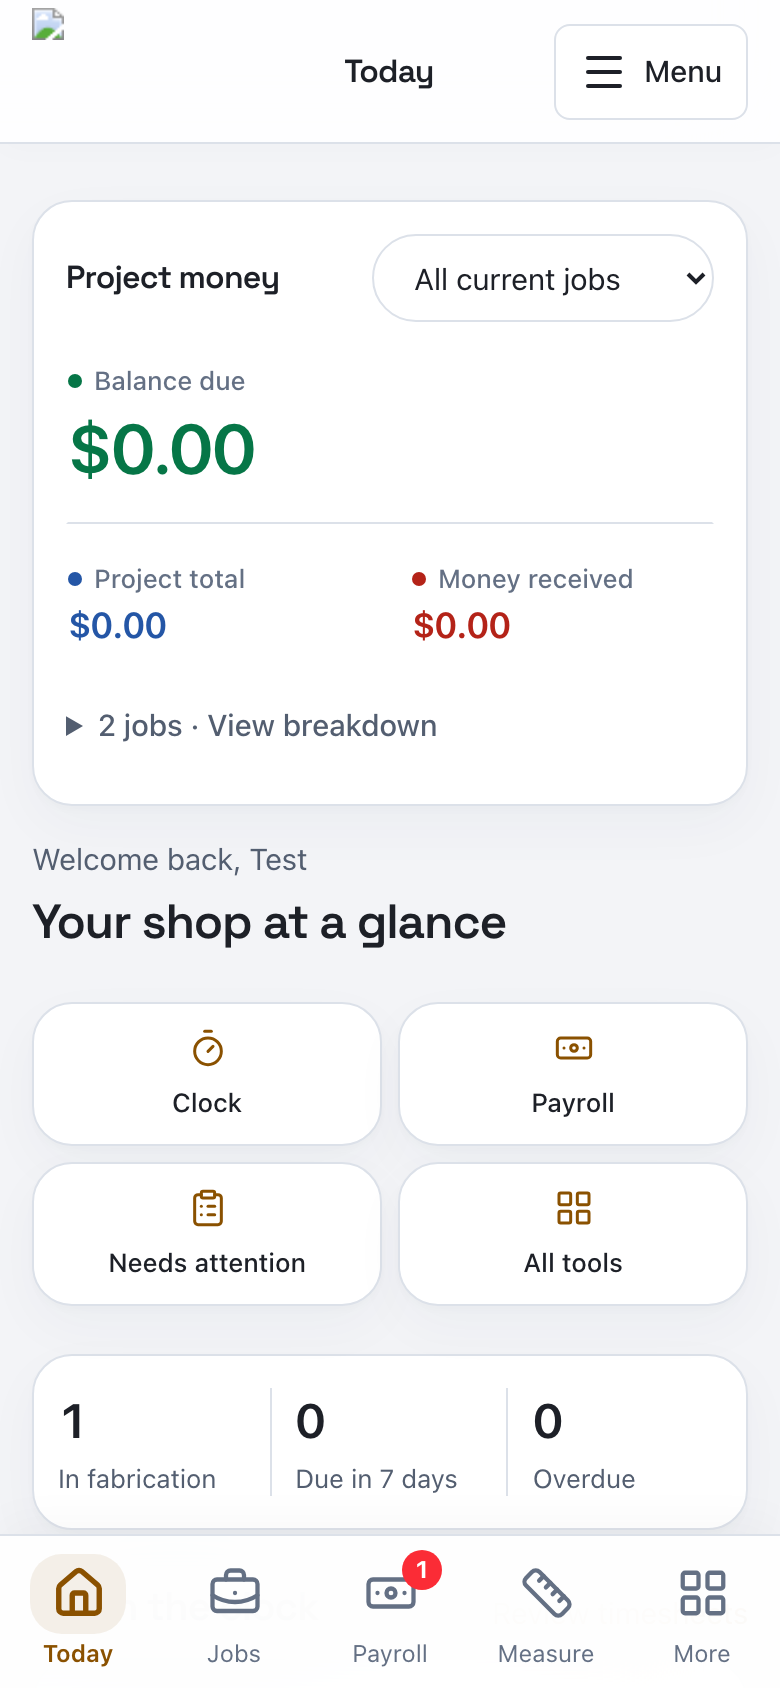 Today
Menu
Project money
All current jobs
Balance due
$0.00
Project total
Money received
$0.00
$0.00
2 jobs · View breakdown
Welcome back, Test
Your shop at a glance
Clock
Payroll
Needs attention
All tools
1
0
0
In fabrication
Due in 7 days
Overdue
1
Today
Jobs
Payroll
Measure
More